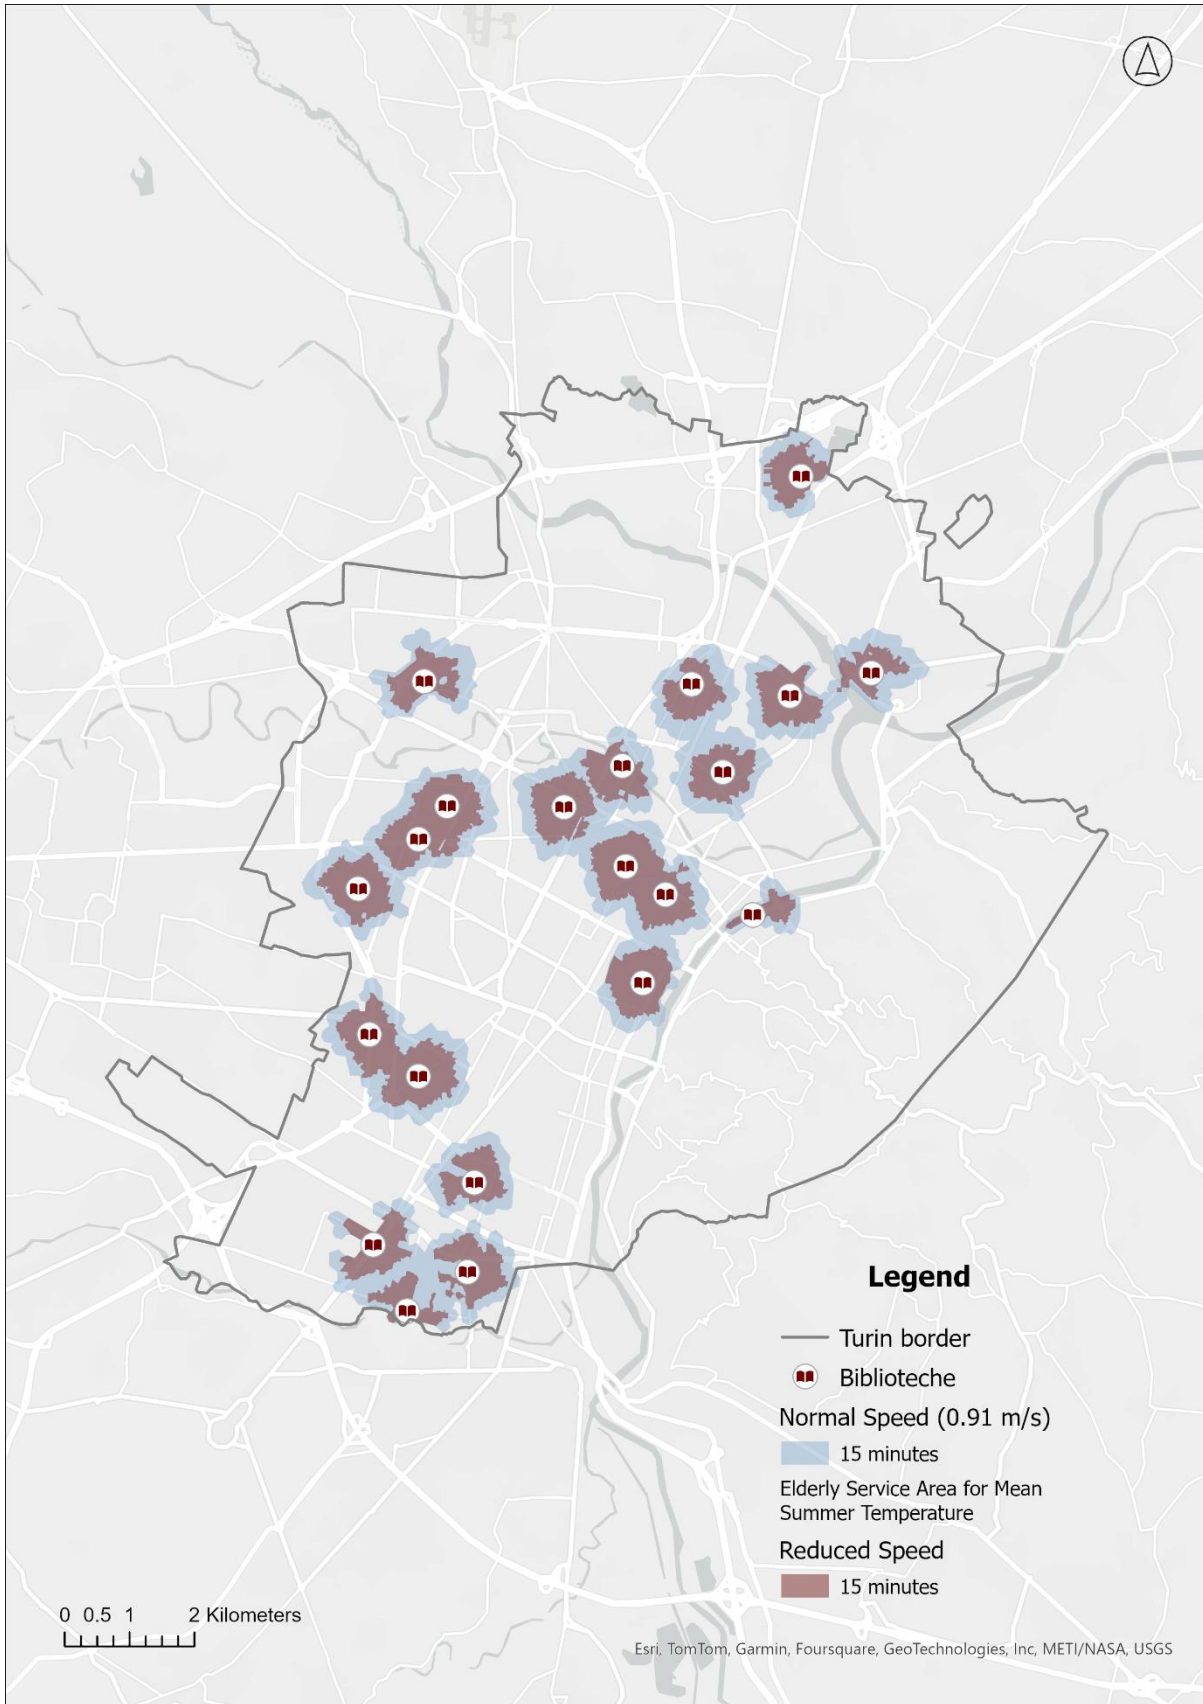 Legend
Turin border
Biblioteche
Normal Speed (0.91 m/s)
15 minutes
Elderly Service Area for Mean
Summer Temperature
Reduced Speed
15 minutes
0 0.5 1 2 Kilometers
Esri, TomTom, Garmin, Foursquare, GeoTechnologies, Inc, METI/NASA, USGS